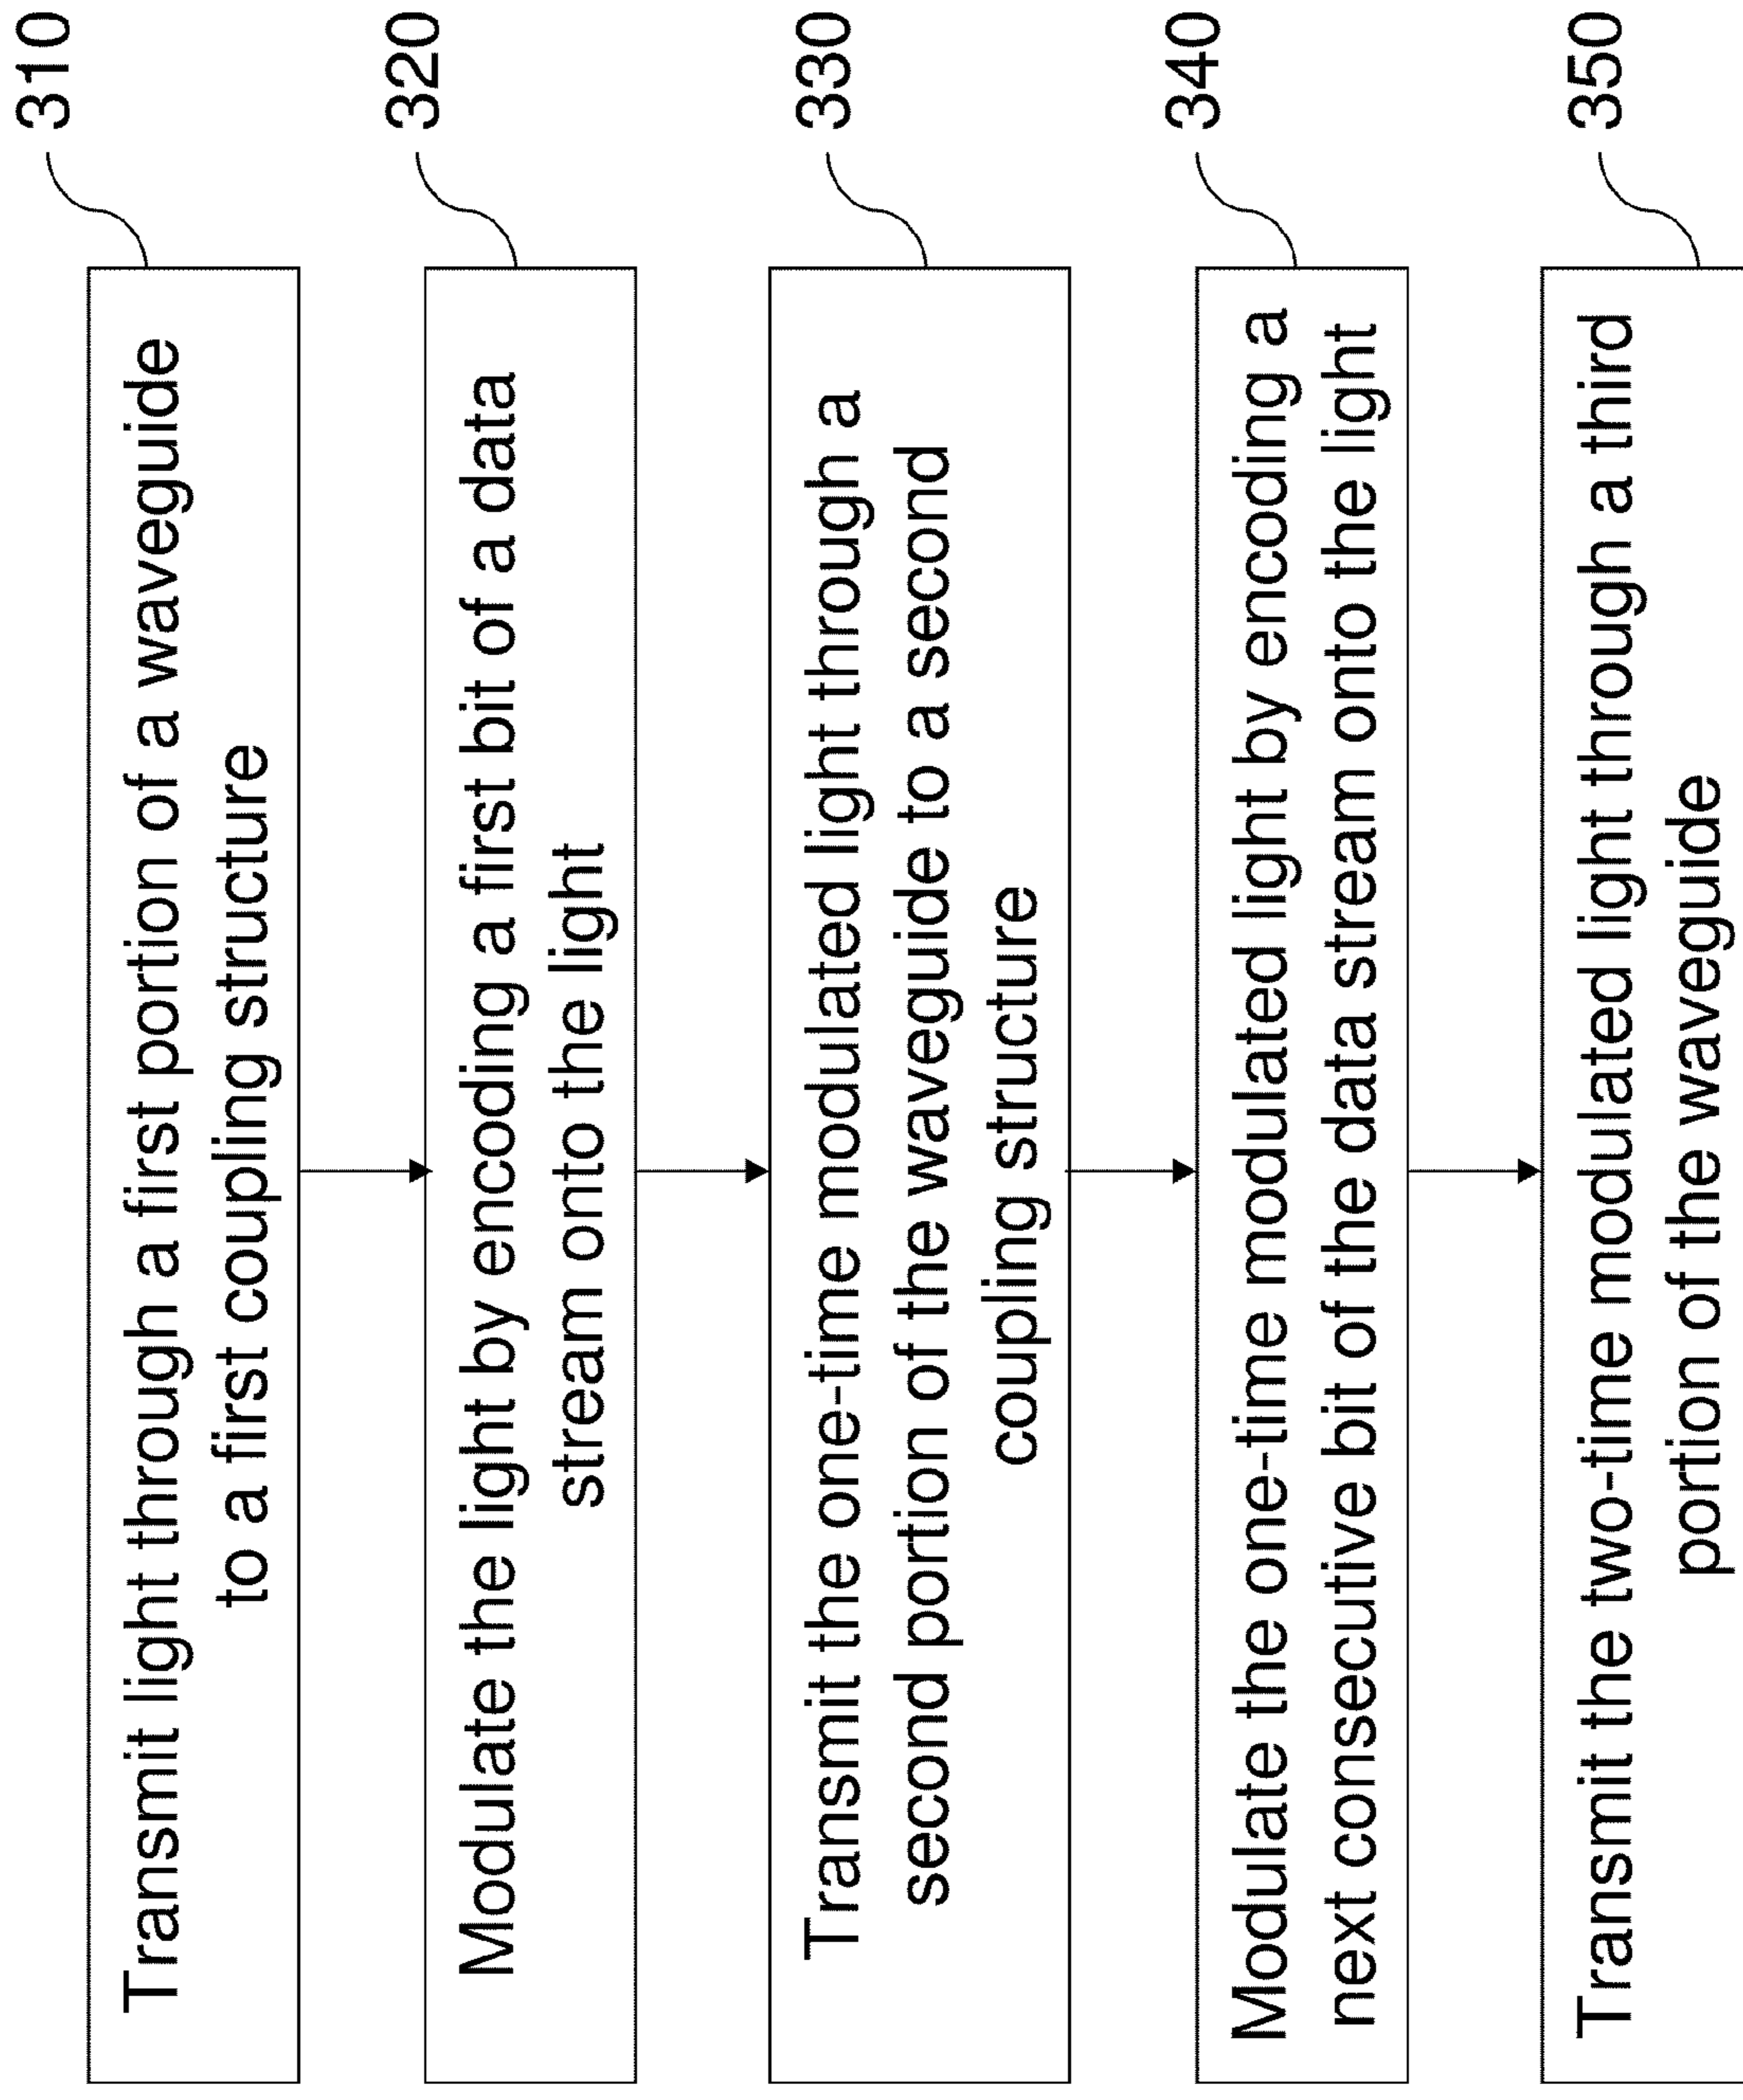 310
Transmit light through a first portion of a waveguide
to a first coupling structure
320
Modulate the light by encoding a first bit of a data
stream onto the light
330
Transmit the one-time modulated light through a
second portion of the waveguide to a second
coupling structure
340
Modulate the one-time modulated light by encoding a
next consecutive bit of the data stream onto the light
350
Transmit the two-time modulated light through a third
portion of the waveguide